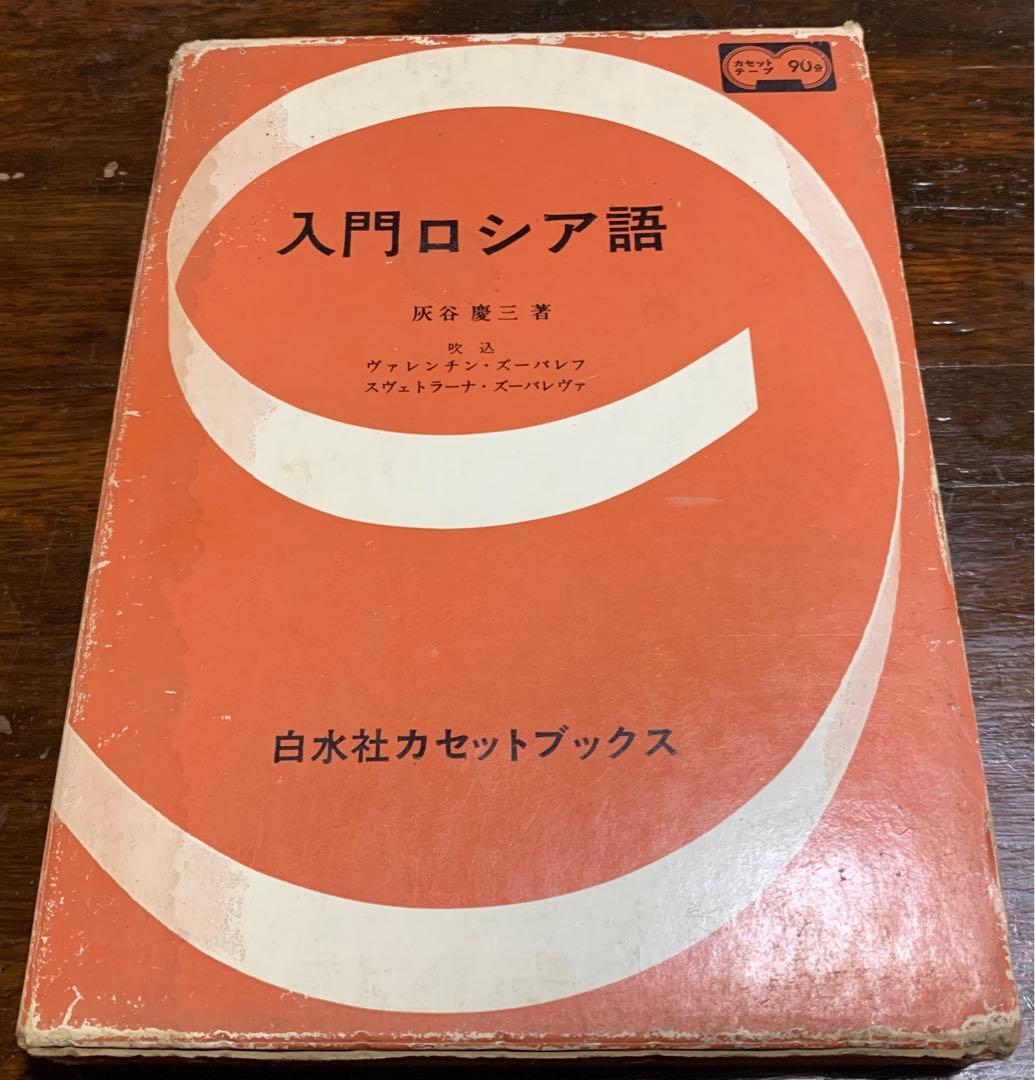 カセット
テープ 90分
入門ロシア語
灰谷 慶三 著
吹込
ヴァレンチン・ズーバレフ
スヴェトラーナ・ズーバレヴァ
白水社カセットブックス